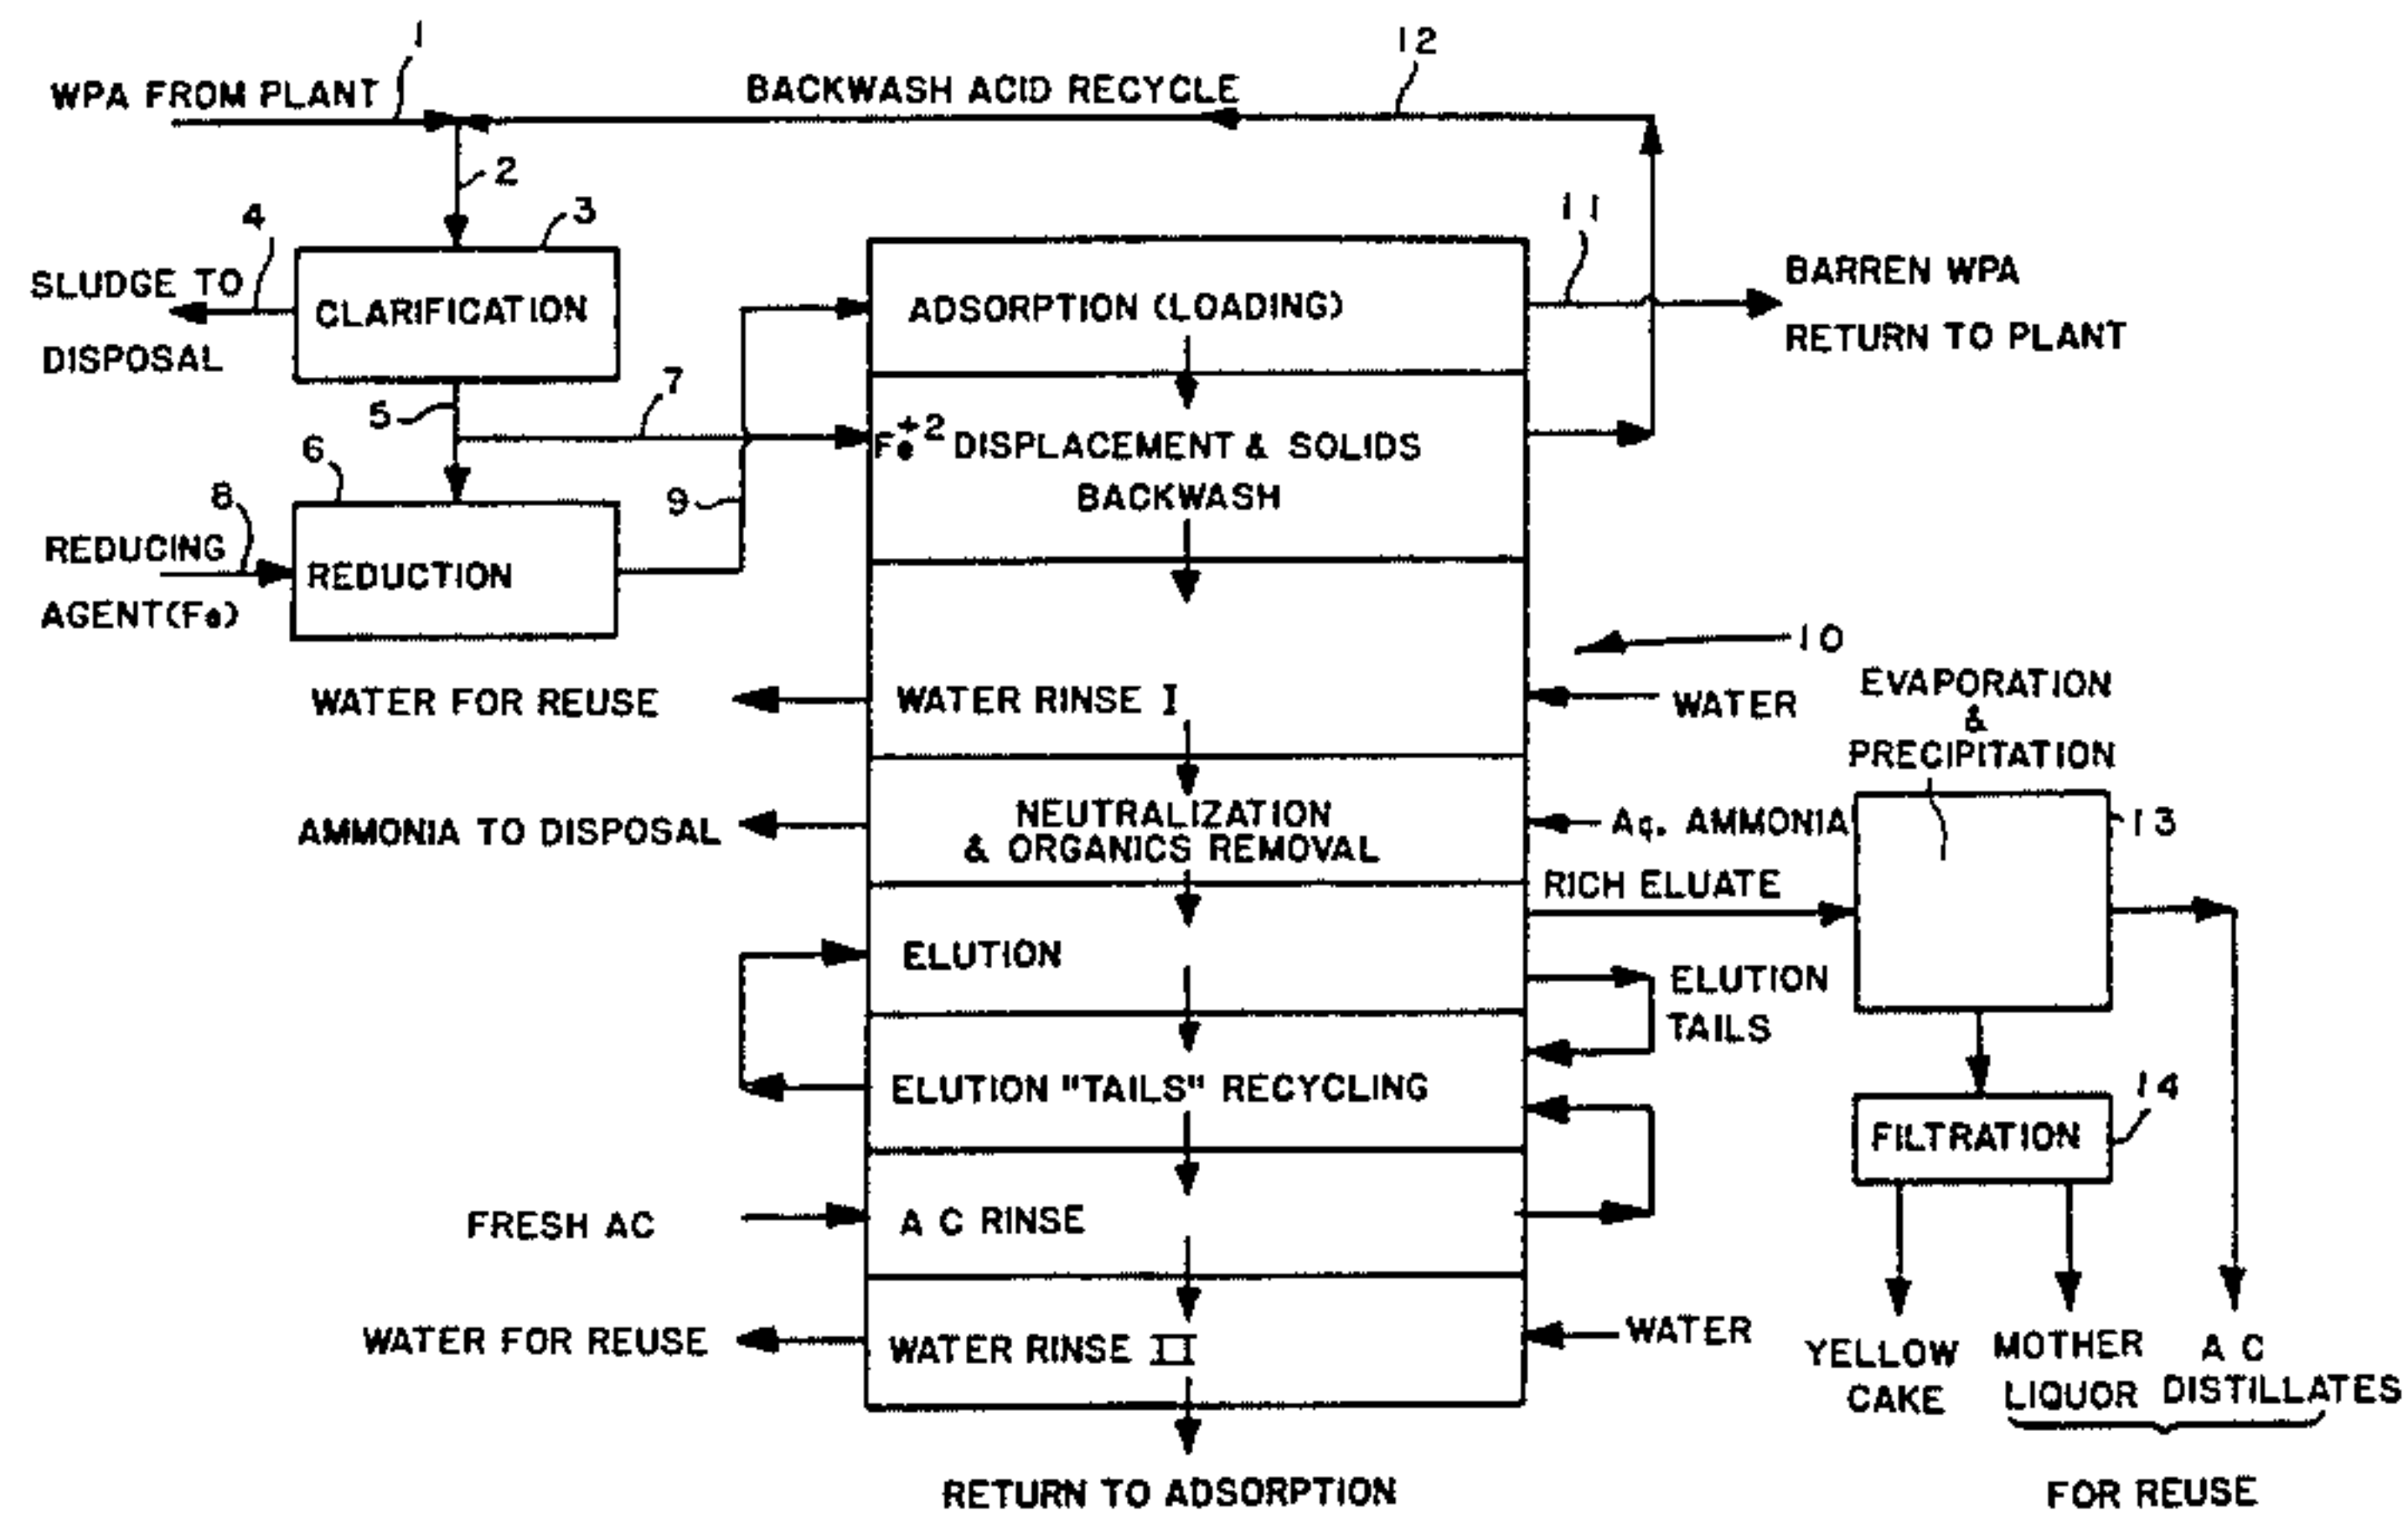 1
12
WPA FROM PLANT
BACKWASH ACID RECYCLE
2
3
4
11
SLUDGE TO
DISPOSAL
CLARIFICATION
ADSORPTION (LOADING)
BARREN WPA
RETURN TO PLANT
5
7
Fe+2 DISPLACEMENT & SOLIDS
BACKWASH
6
8
9
REDUCING
AGENT(Fe)
REDUCTION
10
WATER FOR REUSE
WATER RINSE I
WATER
EVAPORATION
&
PRECIPITATION
AMMONIA TO DISPOSAL
NEUTRALIZATION
& ORGANICS REMOVAL
Aq. AMMONIA
13
RICH ELUATE
ELUTION
ELUTION
TAILS
ELUTION "TAILS" RECYCLING
14
FILTRATION
FRESH AC
A C RINSE
WATER FOR REUSE
WATER RINSE II
WATER
YELLOW
CAKE
MOTHER
LIQUOR
A C
DISTILLATES
RETURN TO ADSORPTION
FOR REUSE